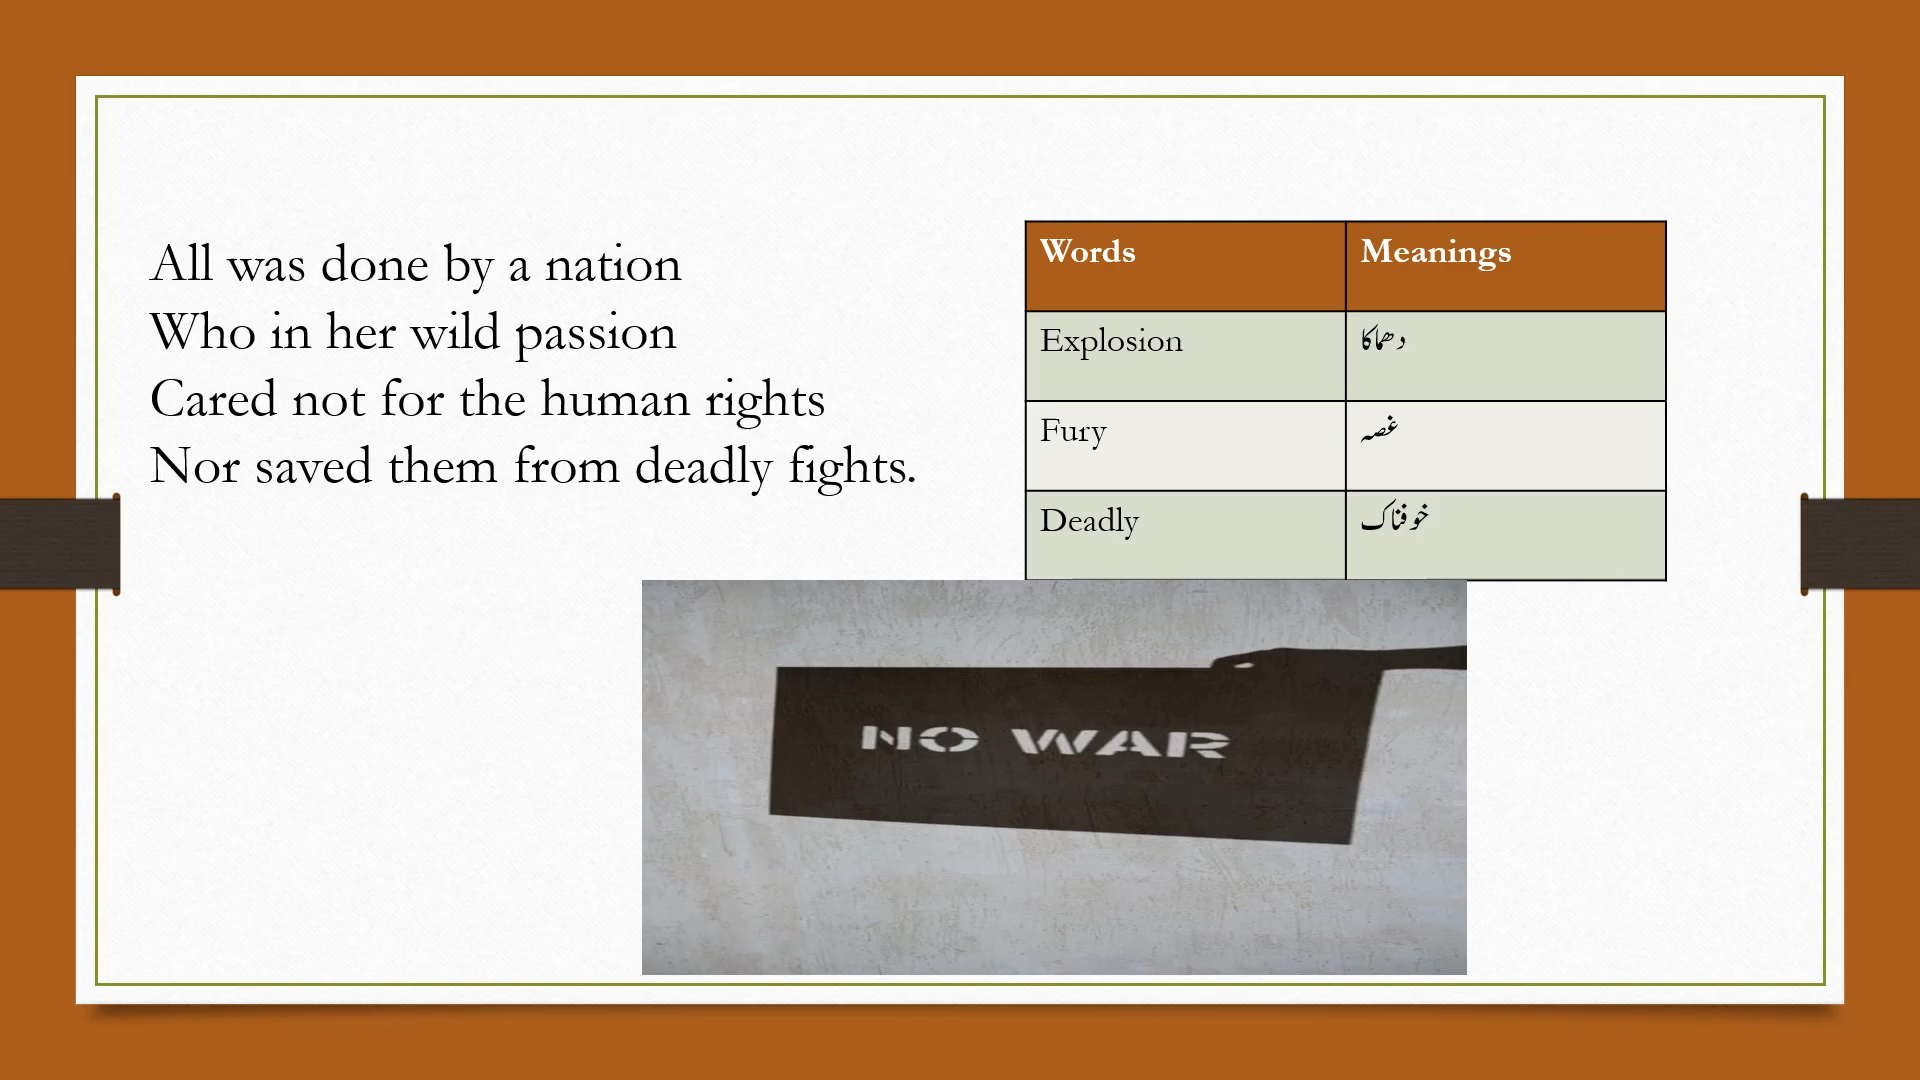 All was done by a nation
Who in her wild passion
Cared not for the human rights
Nor saved them from deadly fights.
Words Meanings
Explosion دھماکا
Fury غصہ
Deadly خوفناک
NO WAR